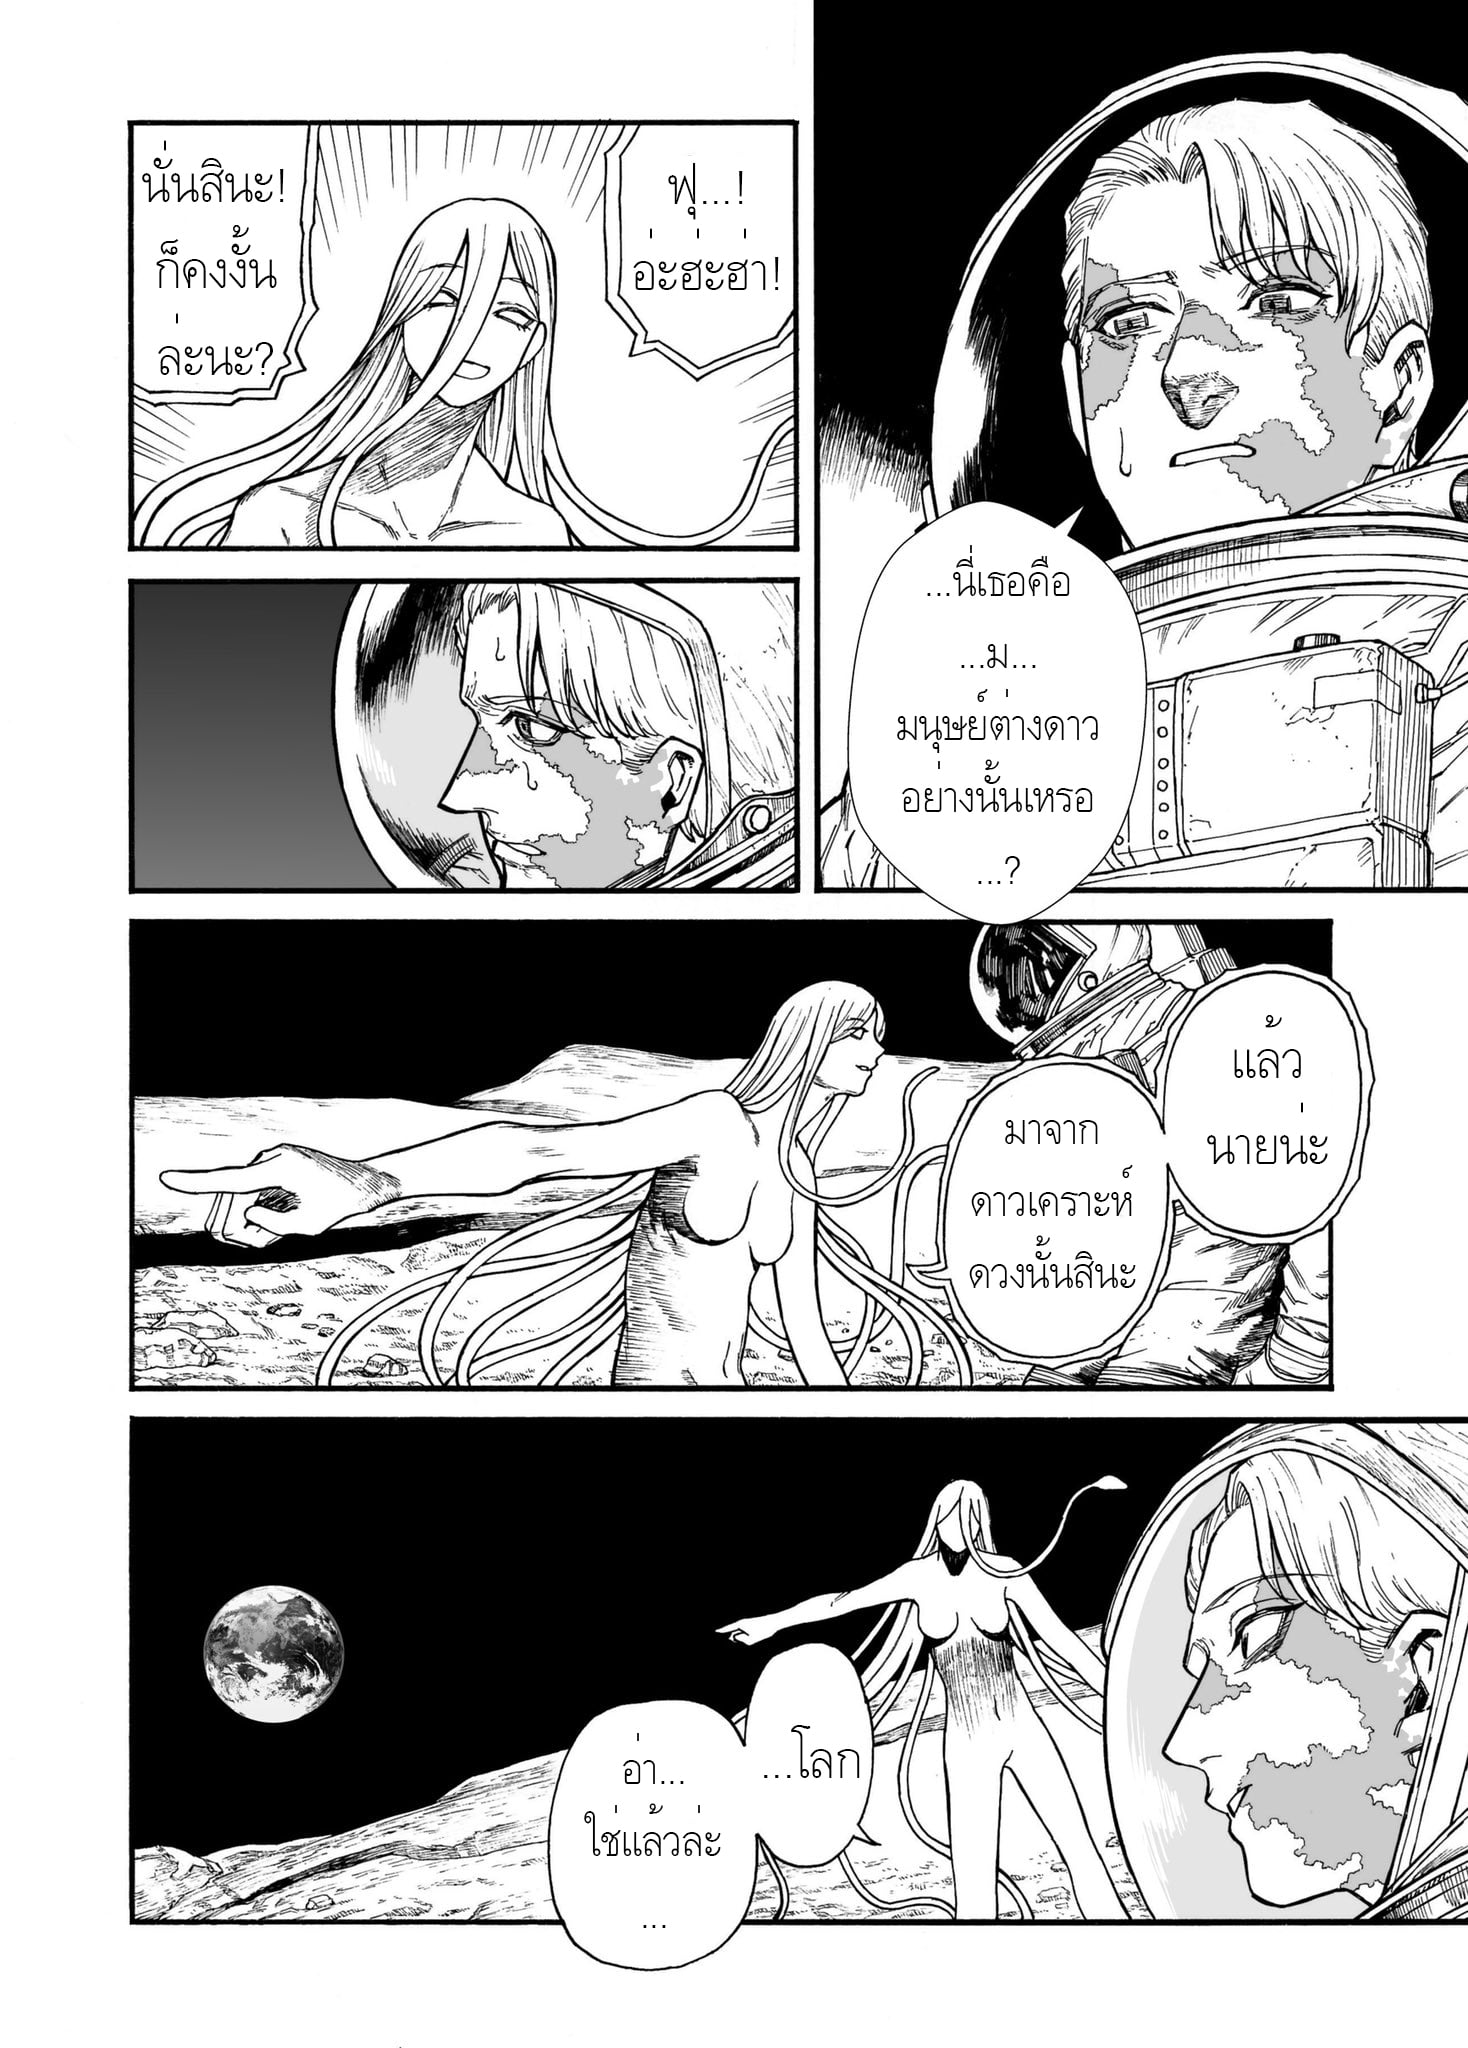 ...นี่เธอคือ
...ม...
มนุษย์ต่างดาว
อย่างนั้นเหรอ
...?
ฟุ...!
อ่ะฮ่ะฮ่า!
นั่นสินะ!
ก็คงงั้น
ล่ะนะ?
แล้ว
นายน่ะ
มาจาก
ดาวเคราะห์
ดวงนั้นสินะ
...โลก
อ่า...
ใช่แล้วล่ะ
...